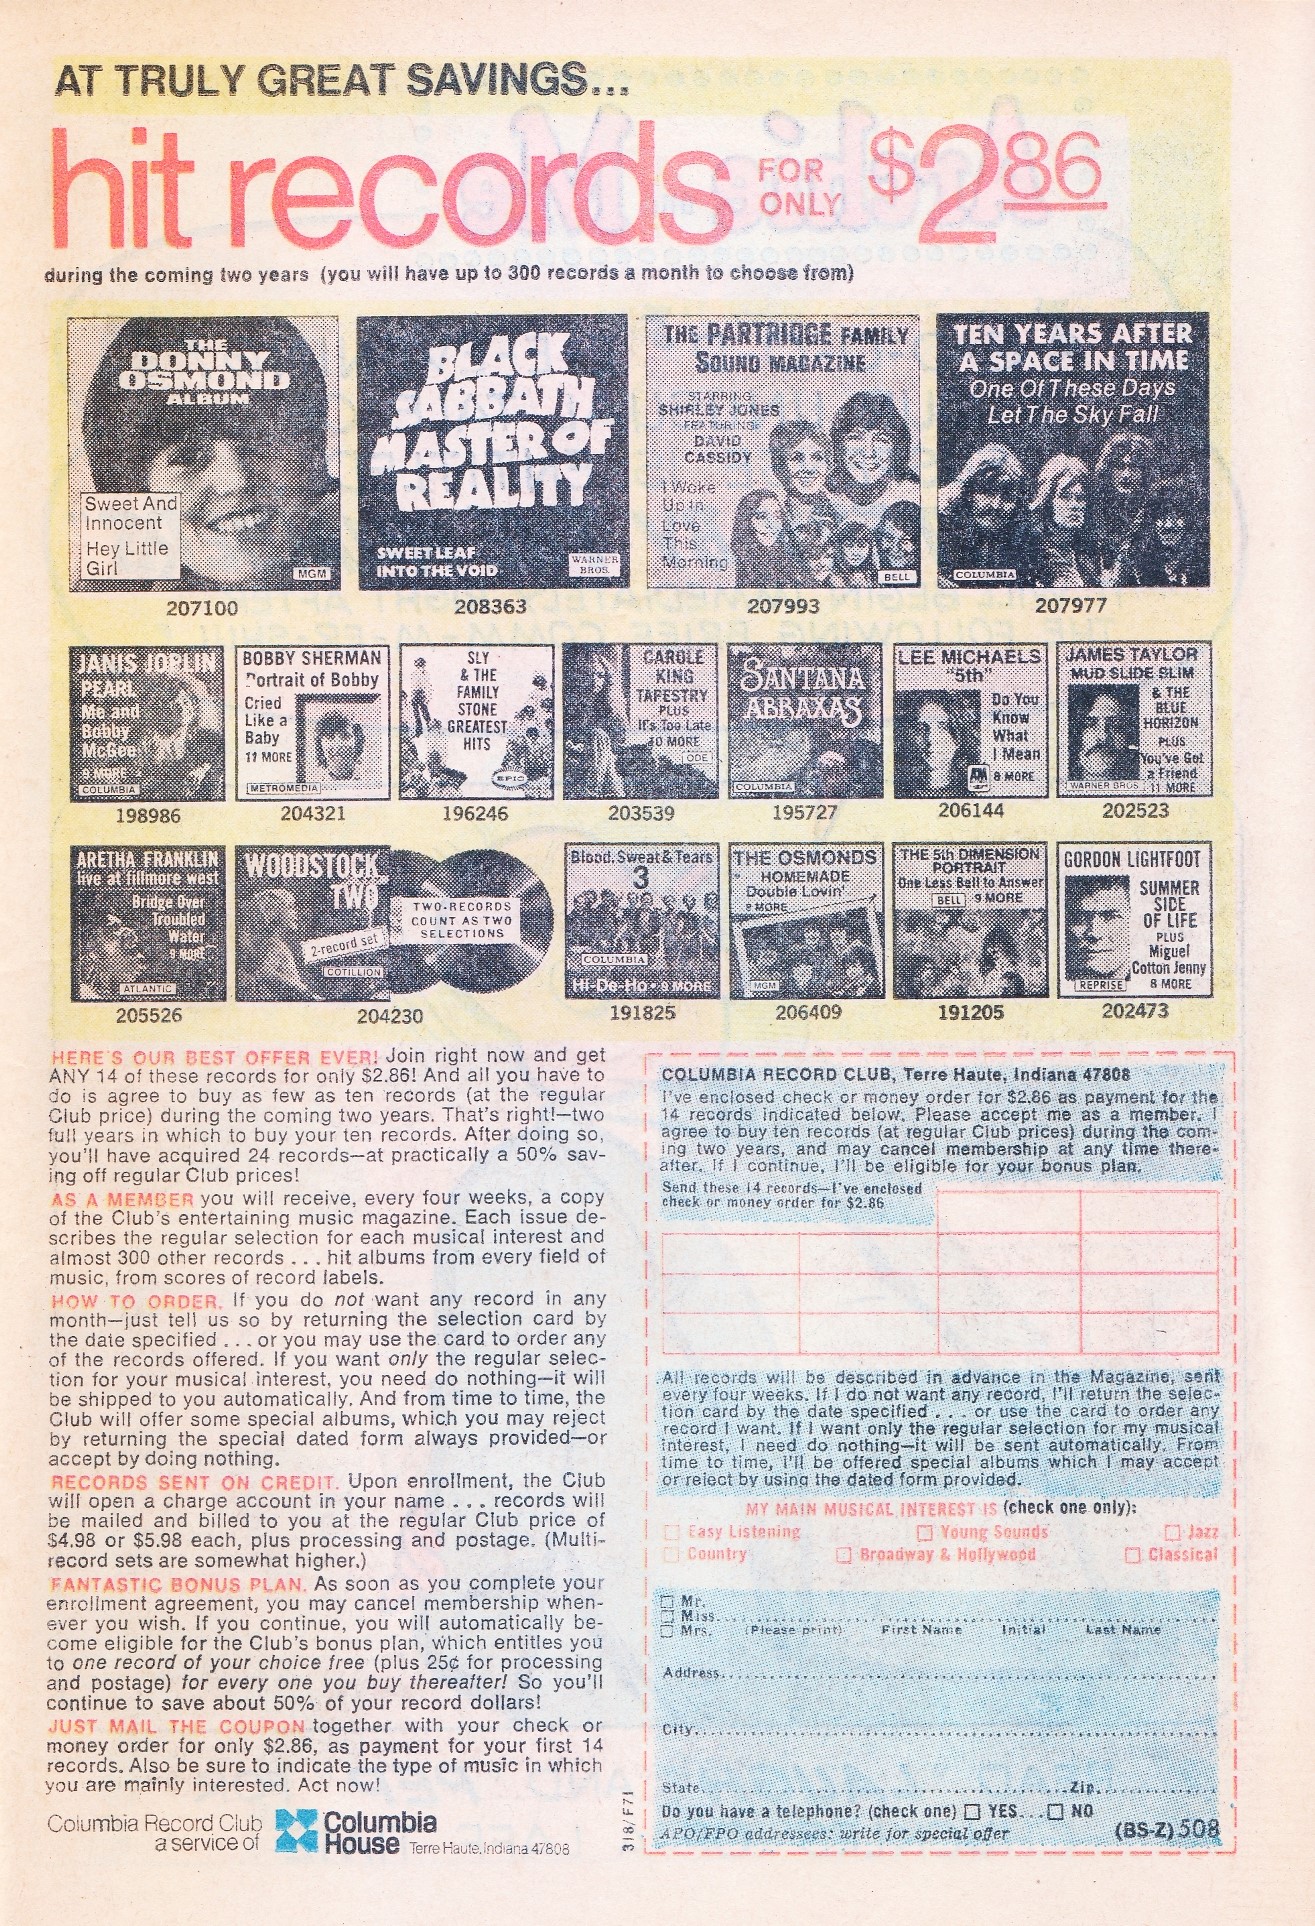 AT TRULY GREAT SAVINGS...
hit records FOR ONLY $2.86
during the coming two years (you will have up to 300 records a month to choose from)
THE
DONNY
OSMOND
ALBUM
Sweet And
Innocent
Hey Little
Girl
MGM
207100
BLACK
SABBATH
MASTER OF
REALITY
SWEET LEAF
INTO THE VOID
WARNER
BROS.
208363
THE PARTRIDGE FAMILY
SOUND MAGAZINE
STARRING
SHIRLEY JONES
FEATURING
DAVID
CASSIDY
I Woke
Up in
Love
This
Morning
BELL
207993
TEN YEARS AFTER
A SPACE IN TIME
One Of These Days
Let The Sky Fall
COLUMBIA
207977
JANIS JOPLIN
PEARL
Me and
Bobby
McGee
9 MORE
COLUMBIA
198986
BOBBY SHERMAN
Portrait of Bobby
Cried
Like a
Baby
11 MORE
METROMEDIA
204321
SLY
& THE
FAMILY
STONE
GREATEST
HITS
EPIC
196246
CAROLE
KING
TAPESTRY
PLUS
It's Too Late
10 MORE
ODE
203539
SANTANA
ABRAXAS
COLUMBIA
195727
LEE MICHAELS
"5th"
Do You
Know
What
I Mean
A&M
8 MORE
206144
JAMES TAYLOR
MUD SLIDE SLIM
& THE
BLUE
HORIZON
PLUS
You've Got
a Friend
WARNER BROS. 11 MORE
202523
ARETHA FRANKLIN
live at fillmore west
Bridge Over
Troubled
Water
9 MORE
ATLANTIC
205526
WOODSTOCK
TWO
2-record set
COTILLION
TWO-RECORDS
COUNT AS TWO
SELECTIONS
204230
Blood, Sweat & Tears
3
COLUMBIA
Hi-De-Ho • 9 MORE
191825
THE OSMONDS
HOMEMADE
Double Lovin'
9 MORE
MGM
206409
THE 5th DIMENSION
PORTRAIT
One Less Bell to Answer
BELL 9 MORE
191205
GORDON LIGHTFOOT
SUMMER
SIDE
OF LIFE
PLUS
Miguel
Cotton Jenny
REPRISE 8 MORE
202473
HERE'S OUR BEST OFFER EVER! Join right now and get
ANY 14 of these records for only $2.86! And all you have to
do is agree to buy as few as ten records (at the regular
Club price) during the coming two years. That's right!—two
full years in which to buy your ten records. After doing so,
you'll have acquired 24 records—at practically a 50% sav-
ing off regular Club prices!
AS A MEMBER you will receive, every four weeks, a copy
of the Club's entertaining music magazine. Each issue de-
scribes the regular selection for each musical interest and
almost 300 other records . . . hit albums from every field of
music, from scores of record labels.
HOW TO ORDER. If you do not want any record in any
month—just tell us so by returning the selection card by
the date specified . . . or you may use the card to order any
of the records offered. If you want only the regular selec-
tion for your musical interest, you need do nothing—it will
be shipped to you automatically. And from time to time, the
Club will offer some special albums, which you may reject
by returning the special dated form always provided—or
accept by doing nothing.
RECORDS SENT ON CREDIT. Upon enrollment, the Club
will open a charge account in your name . . . records will
be mailed and billed to you at the regular Club price of
$4.98 or $5.98 each, plus processing and postage. (Multi-
record sets are somewhat higher.)
FANTASTIC BONUS PLAN. As soon as you complete your
enrollment agreement, you may cancel membership when-
ever you wish. If you continue, you will automatically be-
come eligible for the Club's bonus plan, which entitles you
to one record of your choice free (plus 25¢ for processing
and postage) for every one you buy thereafter! So you'll
continue to save about 50% of your record dollars!
JUST MAIL THE COUPON together with your check or
money order for only $2.86, as payment for your first 14
records. Also be sure to indicate the type of music in which
you are mainly interested. Act now!
Columbia Record Club
a service of
Columbia
House Terre Haute, Indiana 47808
318/F71
COLUMBIA RECORD CLUB, Terre Haute, Indiana 47808
I've enclosed check or money order for $2.86 as payment for the
14 records indicated below. Please accept me as a member. I
agree to buy ten records (at regular Club prices) during the com-
ing two years, and may cancel membership at any time there-
after. If I continue, I'll be eligible for your bonus plan.
Send these 14 records—I've enclosed
check or money order for $2.86
All records will be described in advance in the Magazine, sent
every four weeks. If I do not want any record, I'll return the selec-
tion card by the date specified . . . or use the card to order any
record I want. If I want only the regular selection for my musical
interest, I need do nothing—it will be sent automatically. From
time to time, I'll be offered special albums which I may accept
or reject by using the dated form provided.
MY MAIN MUSICAL INTEREST IS (check one only):
☐ Easy Listening ☐ Young Sounds ☐ Jazz
☐ Country ☐ Broadway & Hollywood ☐ Classical
☐ Mr.
☐ Miss
☐ Mrs. (Please print) First Name Initial Last Name
Address
City
State Zip
Do you have a telephone? (check one) ☐ YES...☐ NO
APO/FPO addressees: write for special offer (BS-Z) 508